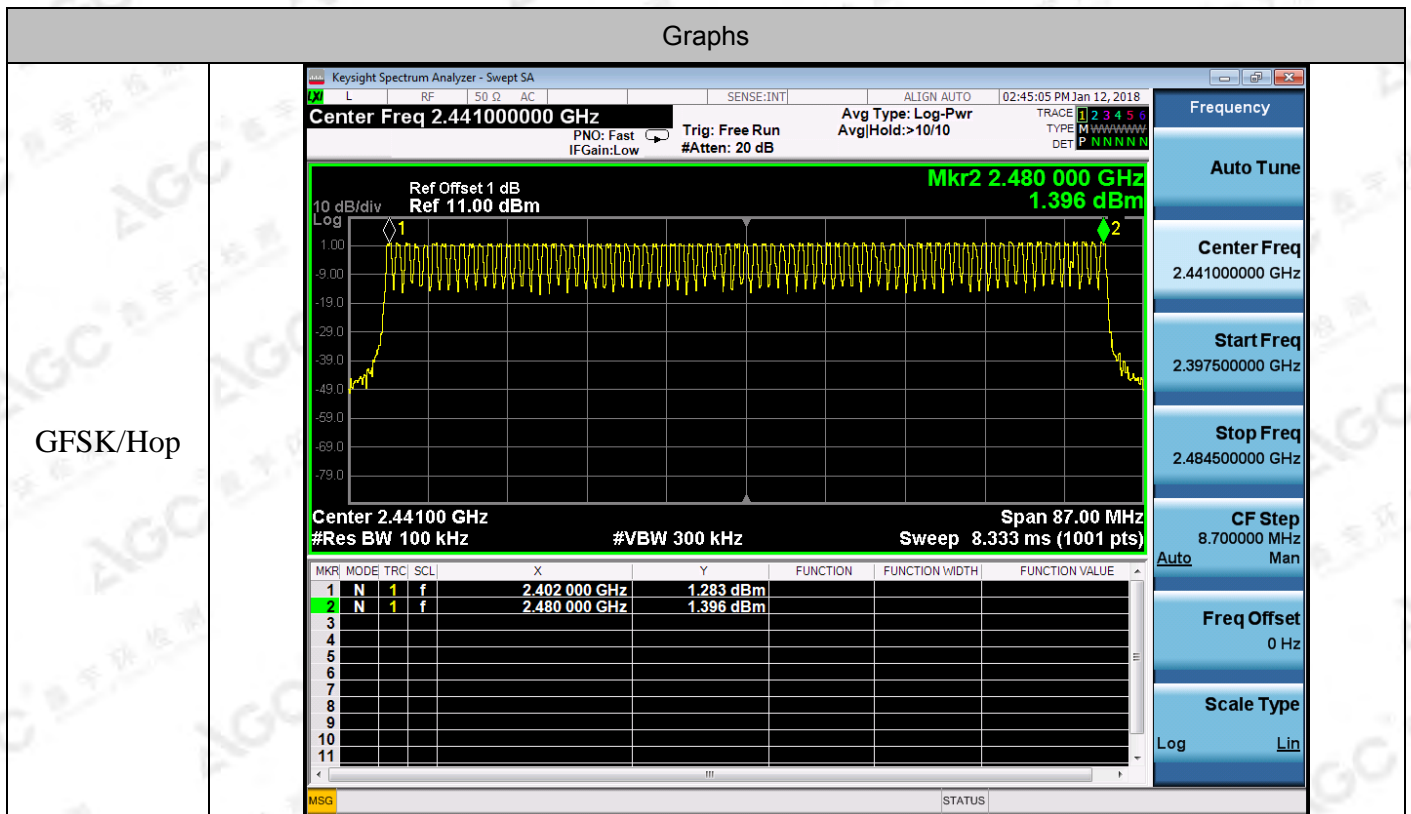 Graphs
GFSK/Hop
Keysight Spectrum Analyzer - Swept SA
LXI L RF 50 Ω AC SENSE:INT ALIGN AUTO 02:45:05 PM Jan 12, 2018
Center Freq 2.441000000 GHz
PNO: Fast
IFGain:Low
Trig: Free Run
#Atten: 20 dB
Avg Type: Log-Pwr
Avg|Hold:>10/10
TRACE 1 2 3 4 5 6
TYPE M WWWWW
DET P N N N N N
Mkr2 2.480 000 GHz
1.396 dBm
Ref Offset 1 dB
10 dB/div Ref 11.00 dBm
Log
1
2
1.00
-9.00
-19.0
-29.0
-39.0
-49.0
-59.0
-69.0
-79.0
Center 2.44100 GHz Span 87.00 MHz
#Res BW 100 kHz #VBW 300 kHz Sweep 8.333 ms (1001 pts)
MKR MODE TRC SCL X Y FUNCTION FUNCTION WIDTH FUNCTION VALUE
1 N 1 f 2.402 000 GHz 1.283 dBm
2 N 1 f 2.480 000 GHz 1.396 dBm
3
4
5
6
7
8
9
10
11
MSG STATUS
Frequency
Auto Tune
Center Freq
2.441000000 GHz
Start Freq
2.397500000 GHz
Stop Freq
2.484500000 GHz
CF Step
8.700000 MHz
Auto Man
Freq Offset
0 Hz
Scale Type
Log Lin
AGC